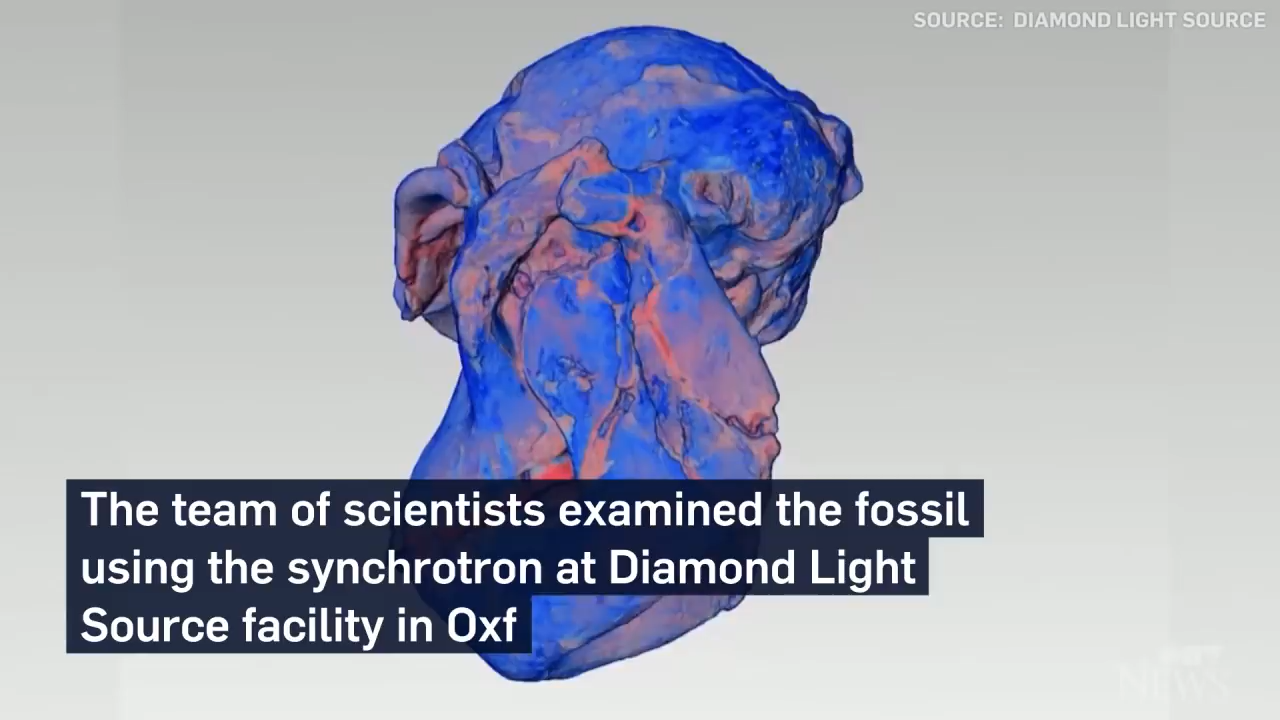 SOURCE: DIAMOND LIGHT SOURCE
The team of scientists examined the fossil
using the synchrotron at Diamond Light
Source facility in Oxf
NEWS